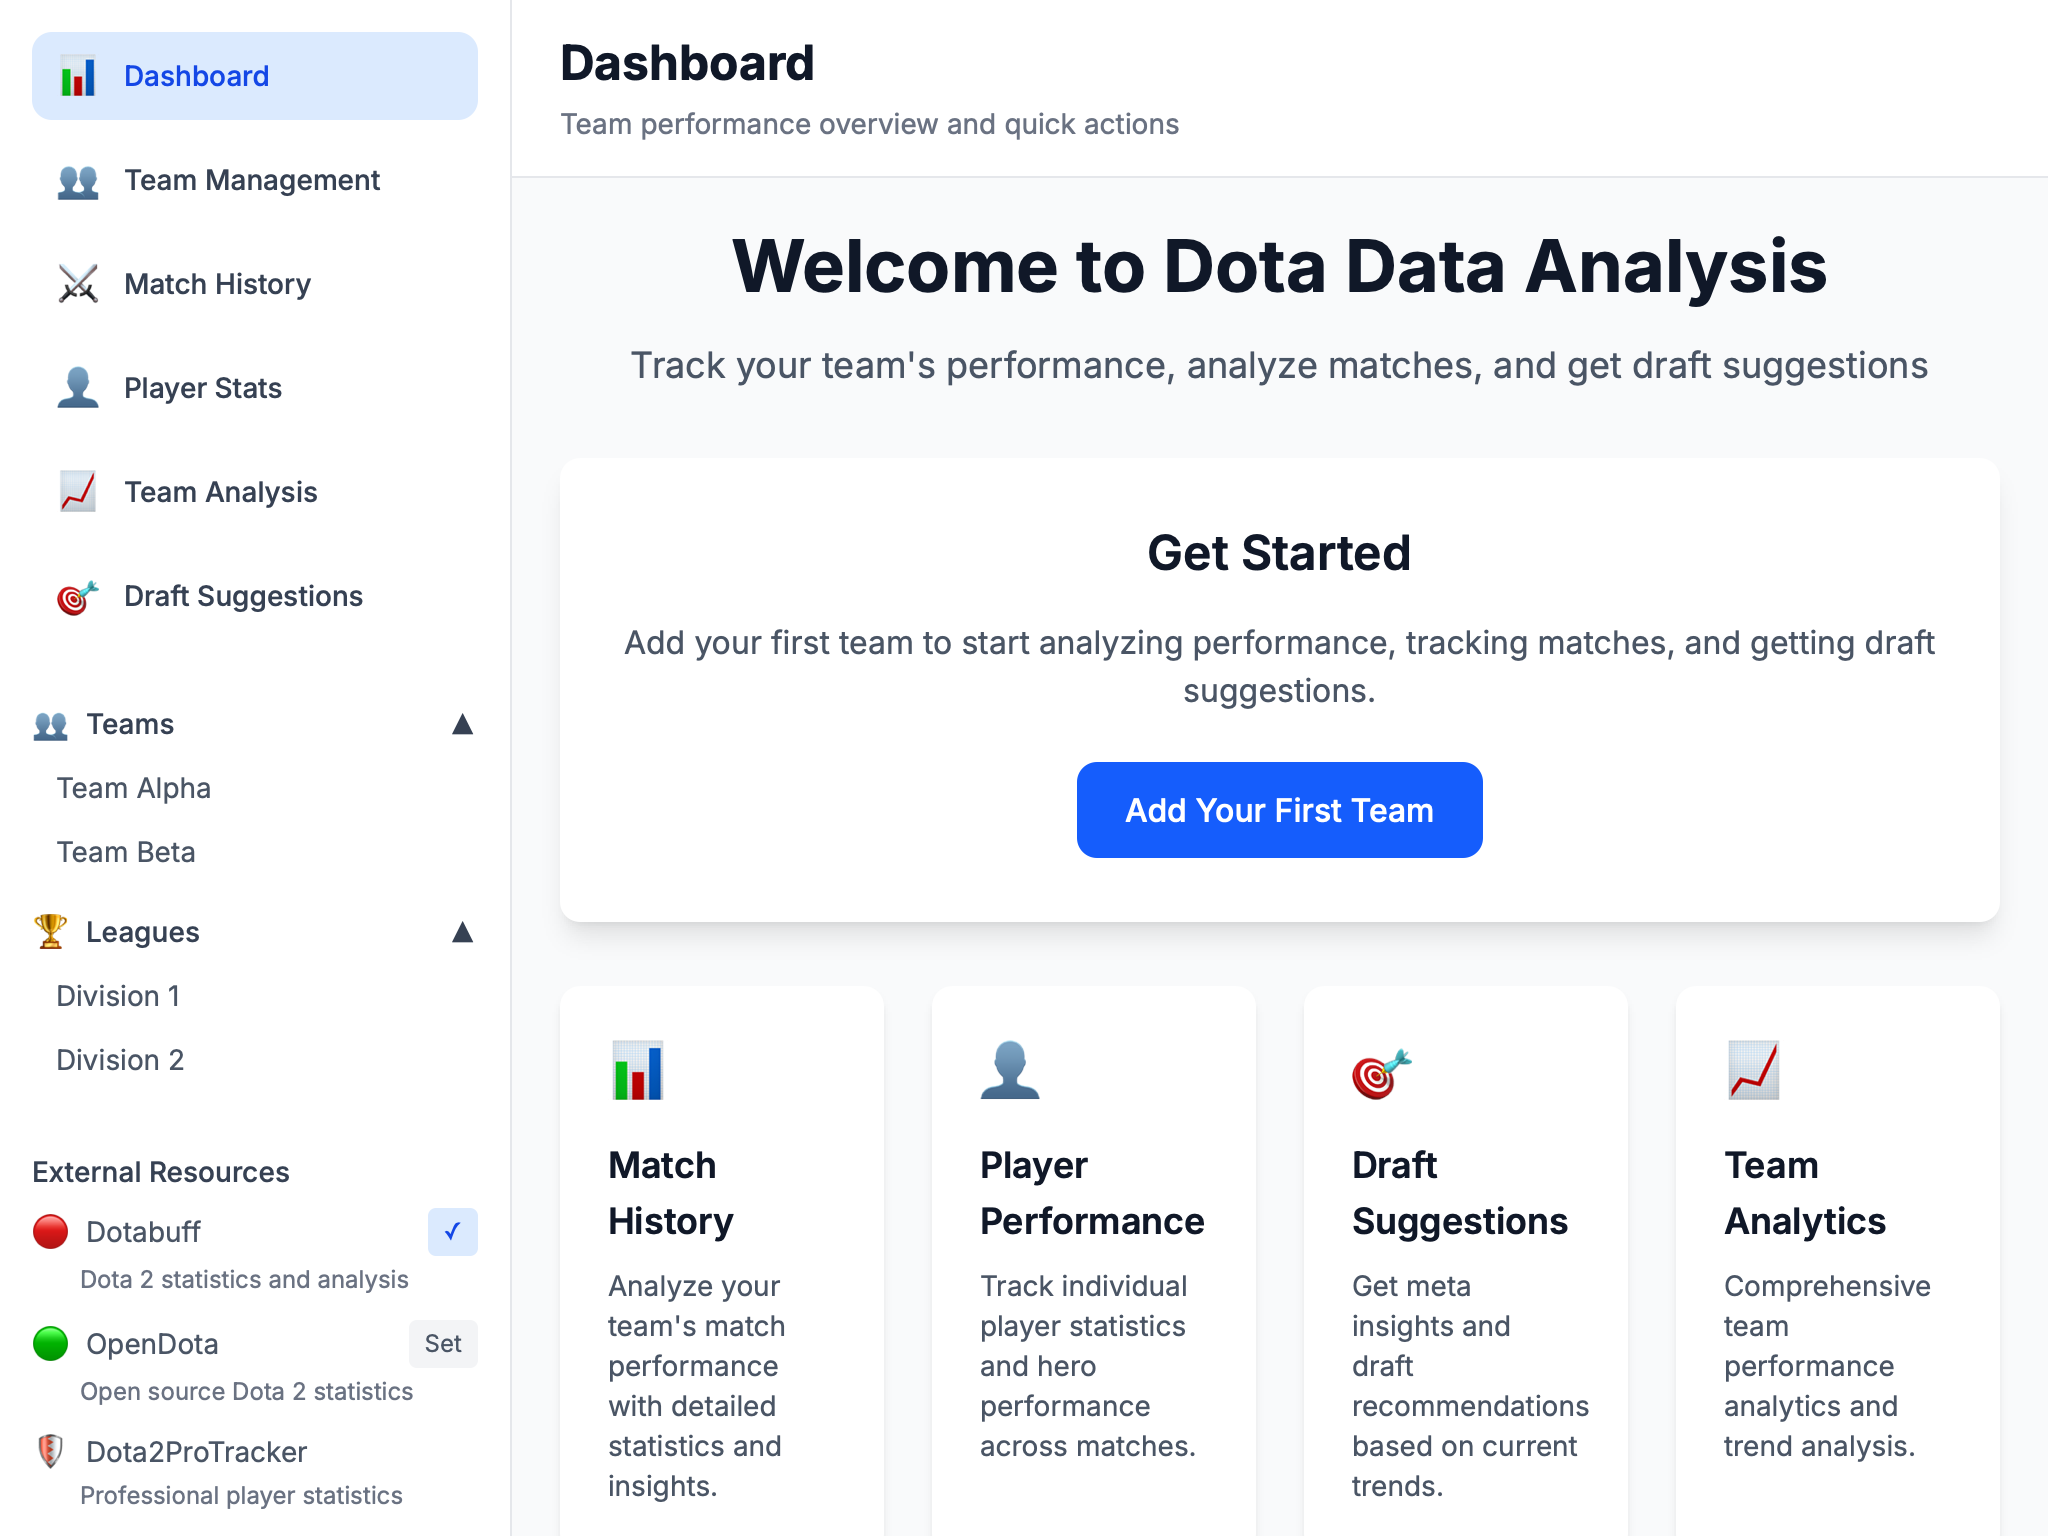 Dashboard
Team Management
Match History
Player Stats
Team Analysis
Draft Suggestions
Teams ▲
Team Alpha
Team Beta
Leagues ▲
Division 1
Division 2
External Resources
Dotabuff ✓
Dota 2 statistics and analysis
OpenDota Set
Open source Dota 2 statistics
Dota2ProTracker
Professional player statistics
Dashboard
Team performance overview and quick actions
Welcome to Dota Data Analysis
Track your team's performance, analyze matches, and get draft suggestions
Get Started
Add your first team to start analyzing performance, tracking matches, and getting draft
suggestions.
Add Your First Team
Match
History
Analyze your
team's match
performance
with detailed
statistics and
insights.
Player
Performance
Track individual
player statistics
and hero
performance
across matches.
Draft
Suggestions
Get meta
insights and
draft
recommendations
based on current
trends.
Team
Analytics
Comprehensive
team
performance
analytics and
trend analysis.